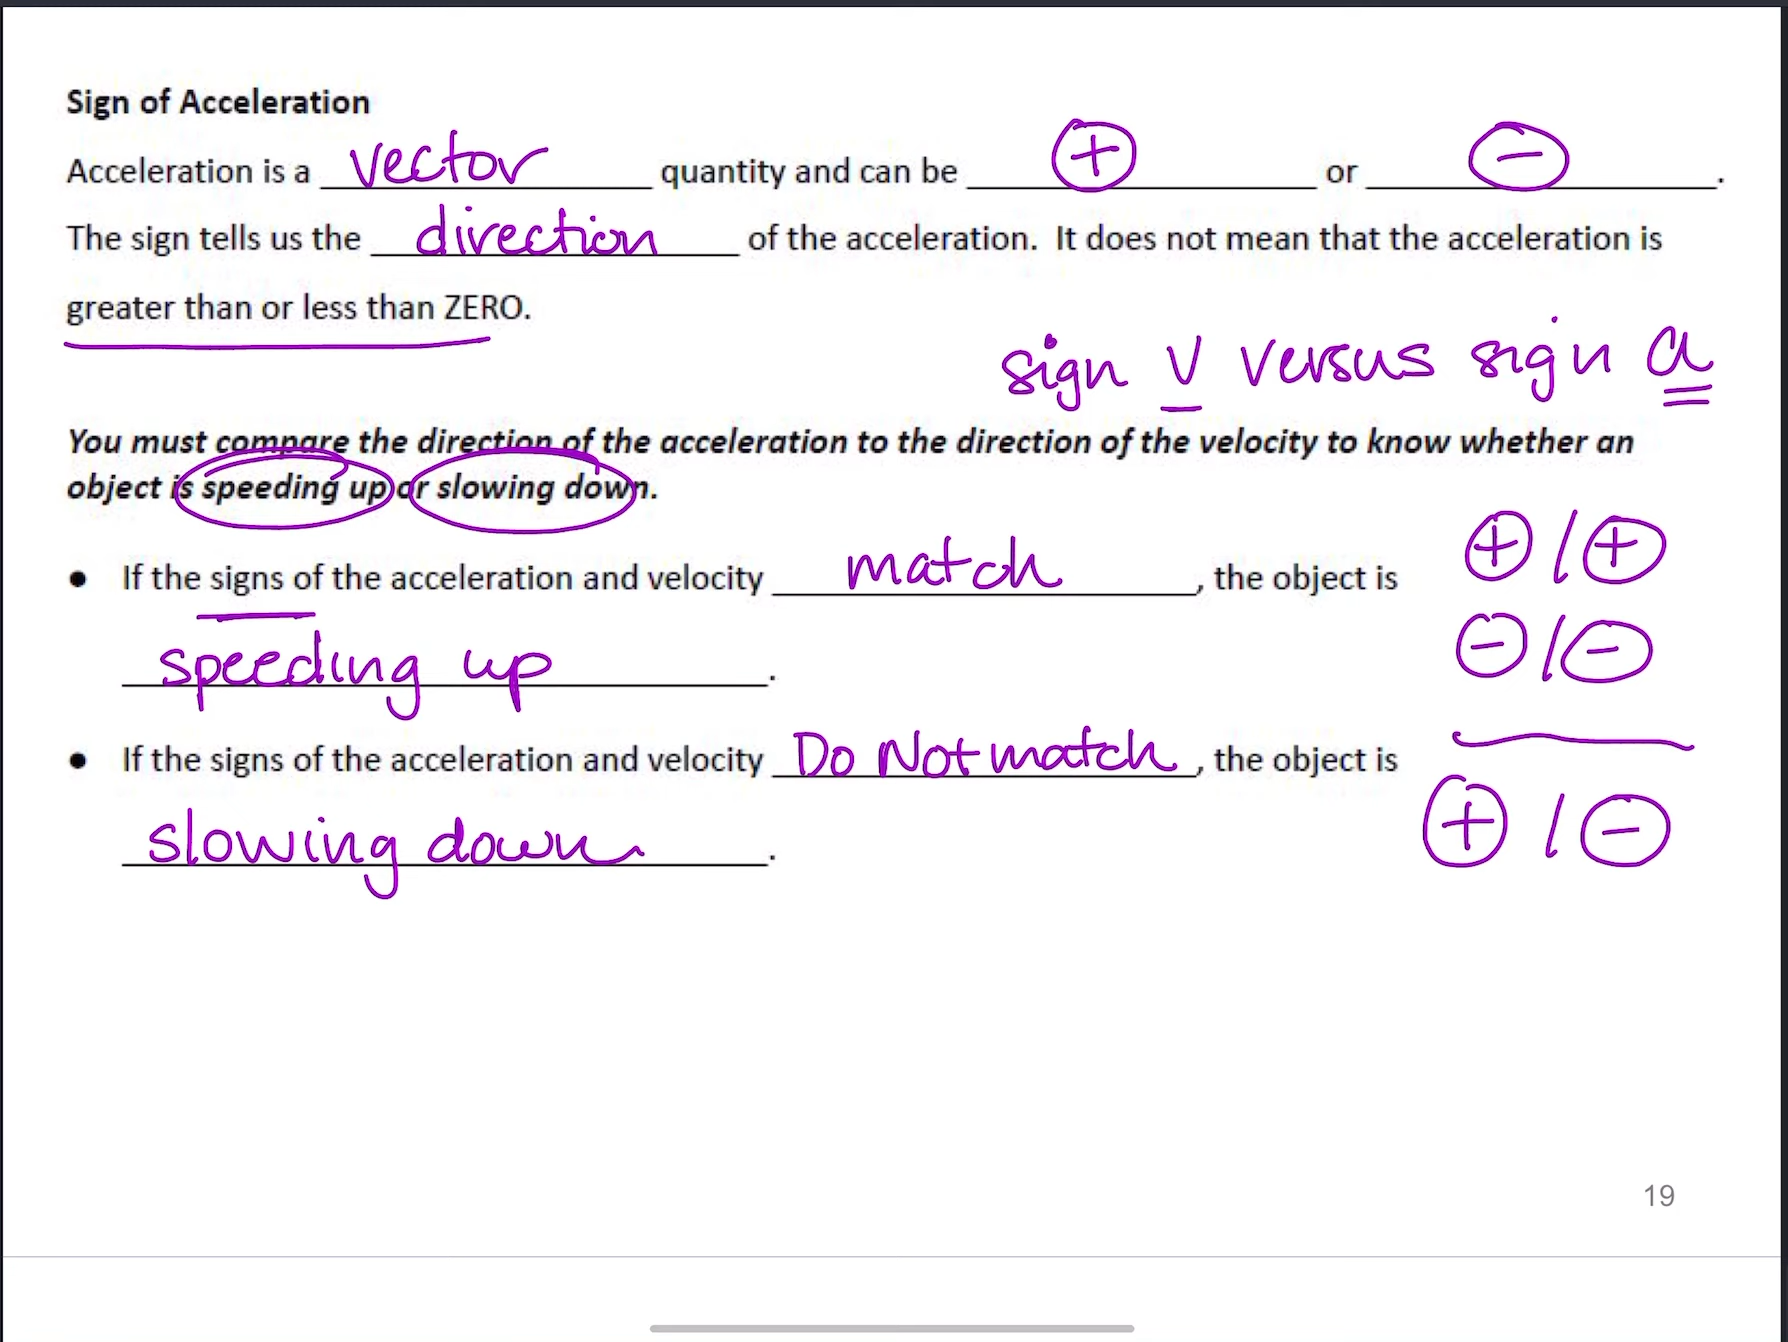 Sign of Acceleration
Acceleration is a vector quantity and can be + or -.
The sign tells us the direction of the acceleration. It does not mean that the acceleration is
greater than or less than ZERO.
sign v versus sign a
You must compare the direction of the acceleration to the direction of the velocity to know whether an
object is speeding up or slowing down.
● If the signs of the acceleration and velocity match, the object is
+ / +
speeding up.
- / -
● If the signs of the acceleration and velocity Do Not match, the object is
slowing down.
+ / -
19